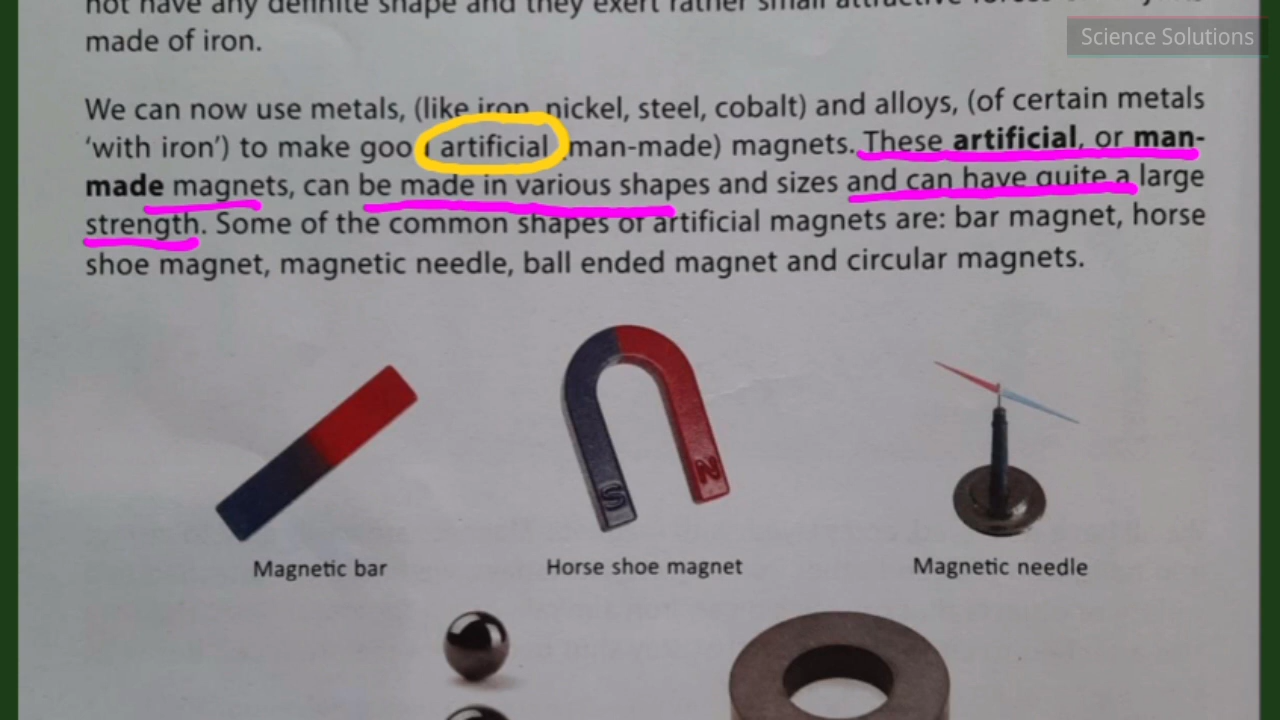 made of iron.
Science Solutions
We can now use metals, (like iron, nickel, steel, cobalt) and alloys, (of certain metals
‘with iron’) to make good artificial (man-made) magnets. These artificial, or man-
made magnets, can be made in various shapes and sizes and can have quite a large
strength. Some of the common shapes of artificial magnets are: bar magnet, horse
shoe magnet, magnetic needle, ball ended magnet and circular magnets.
S
N
Magnetic bar
Horse shoe magnet
Magnetic needle